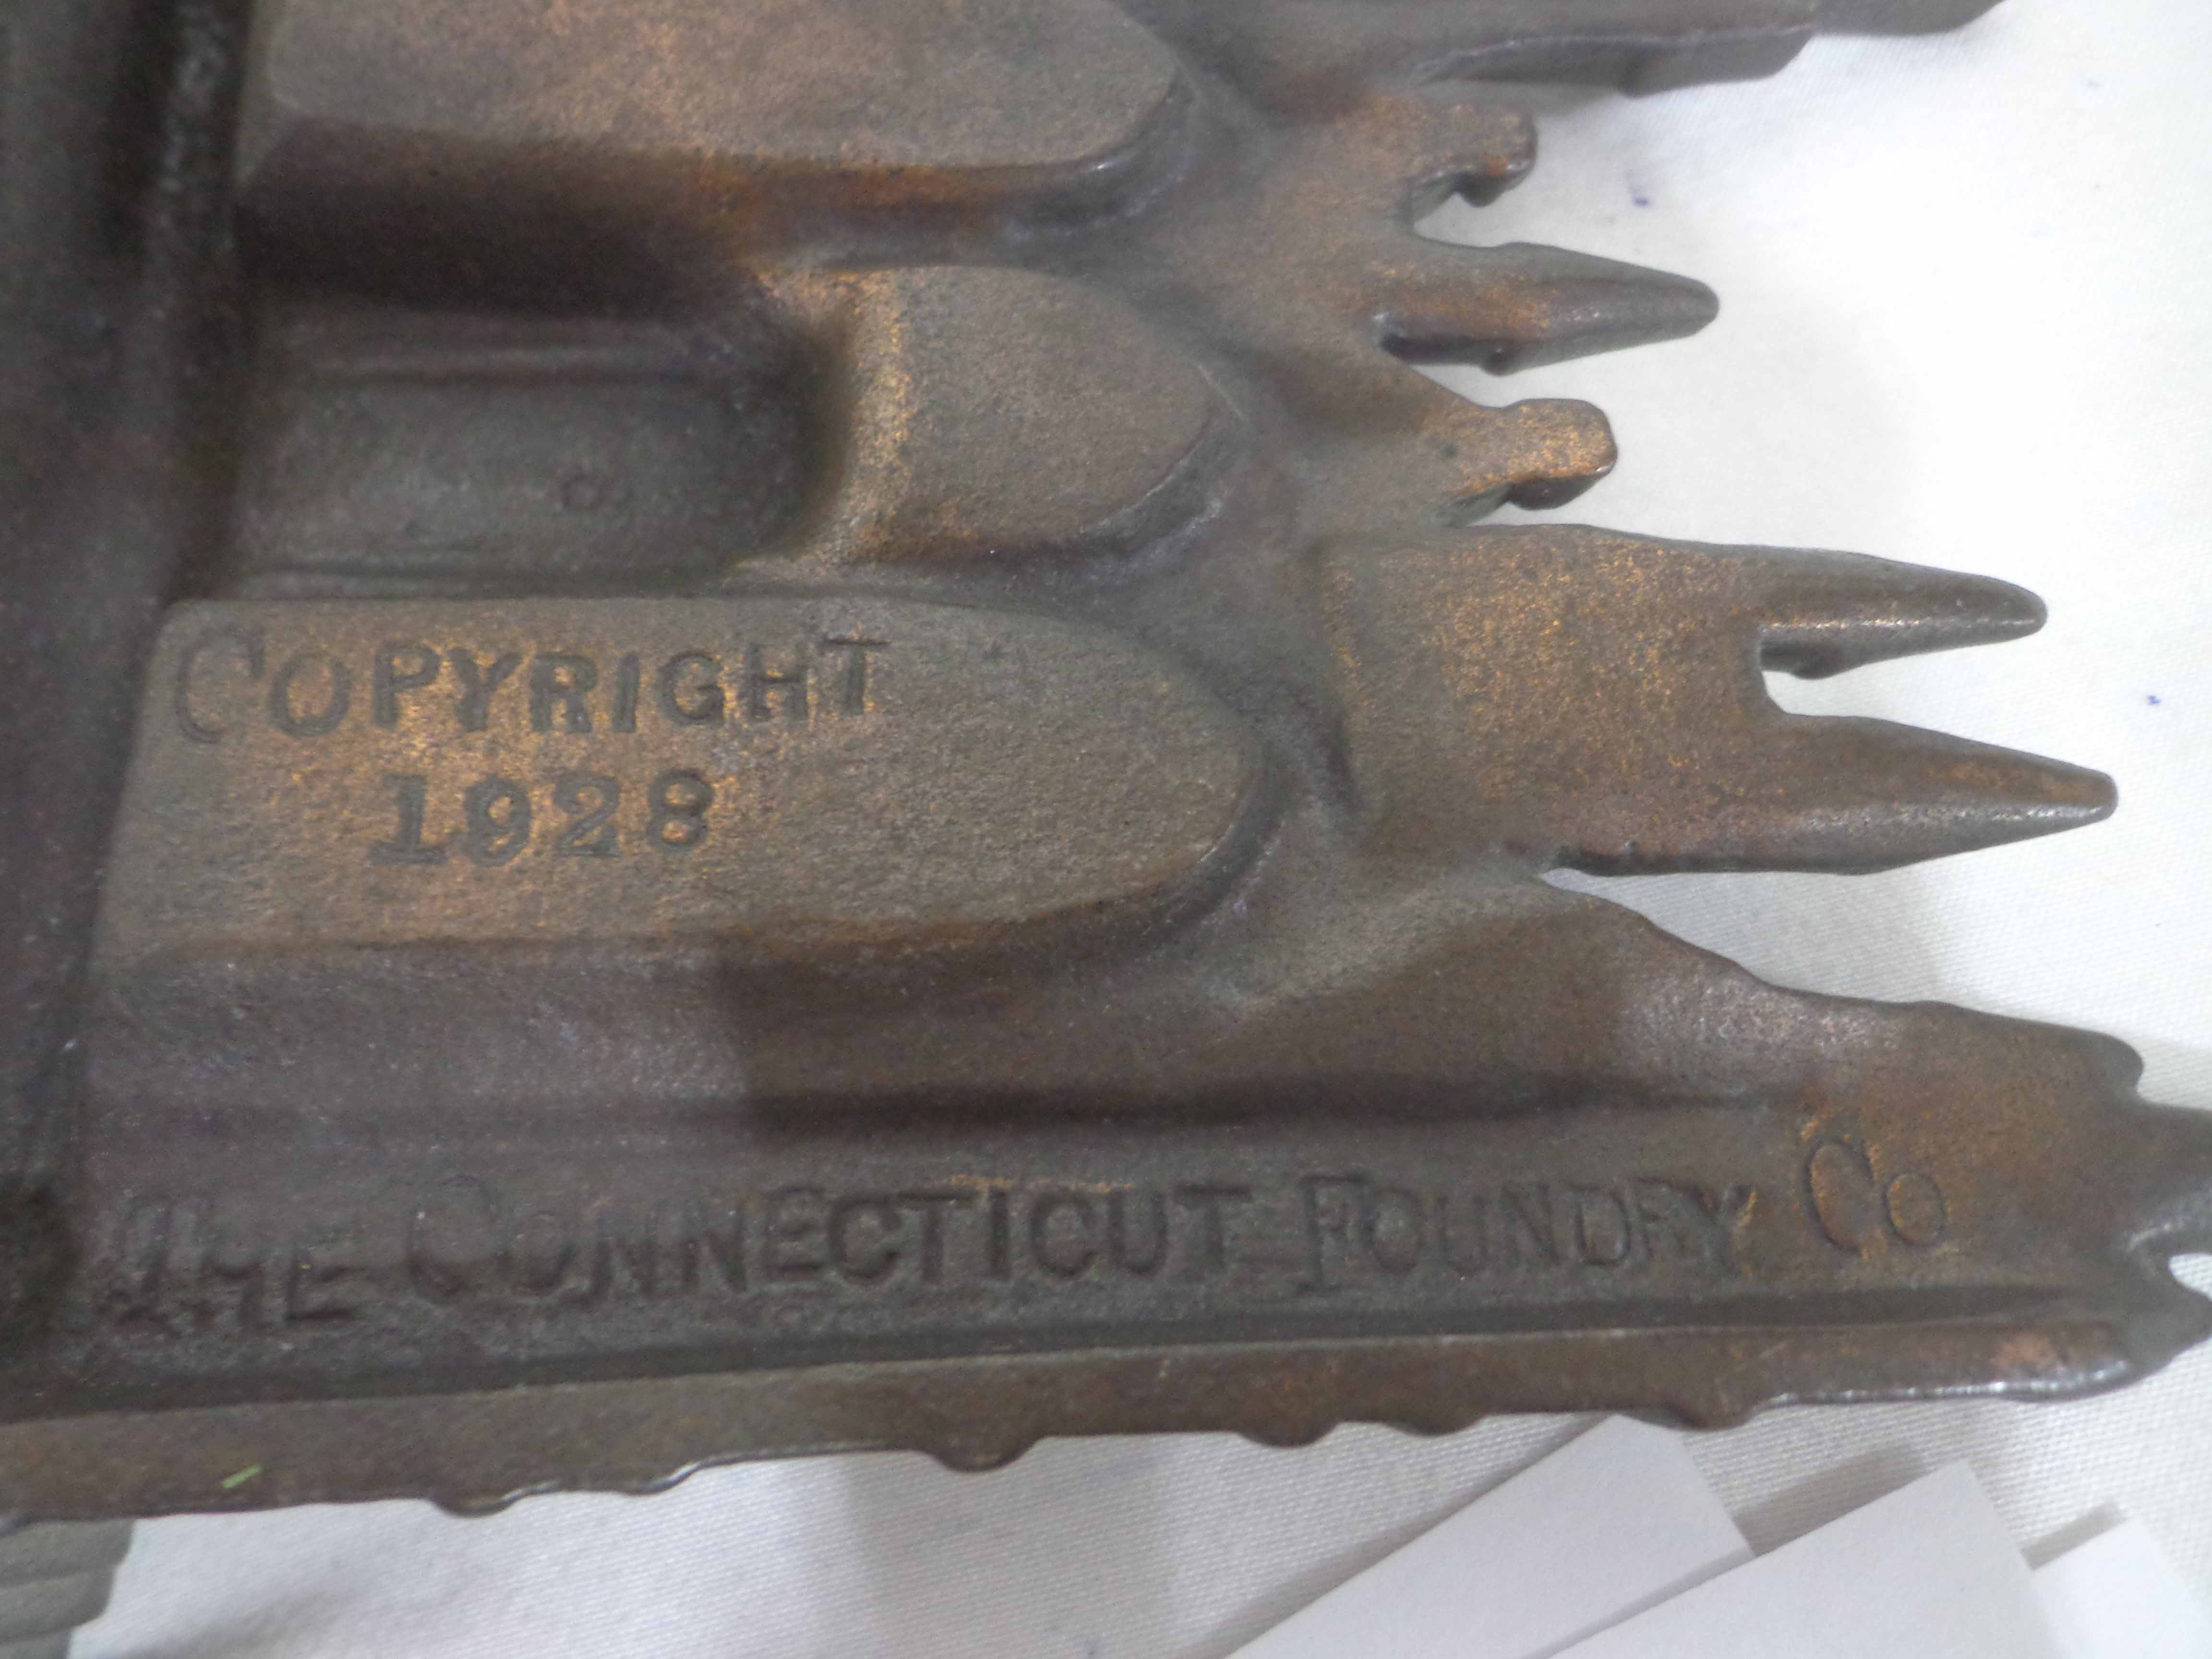 COPYRIGHT
1928
THE CONNECTICUT FOUNDRY CO